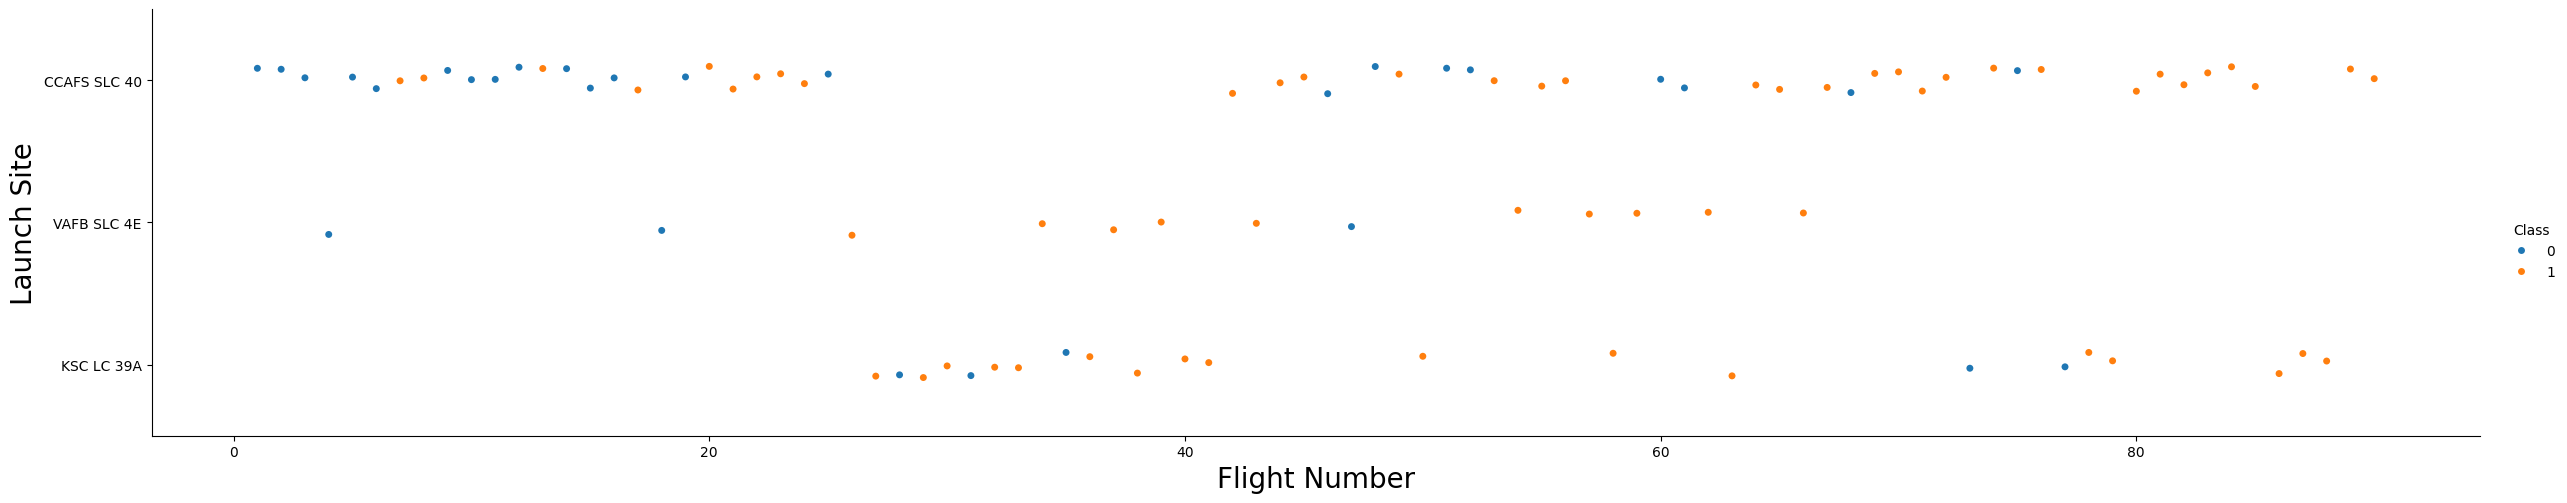 CCAFS SLC 40
VAFB SLC 4E
KSC LC 39A
Launch Site
0 20 40 60 80
Flight Number
Class
0
1